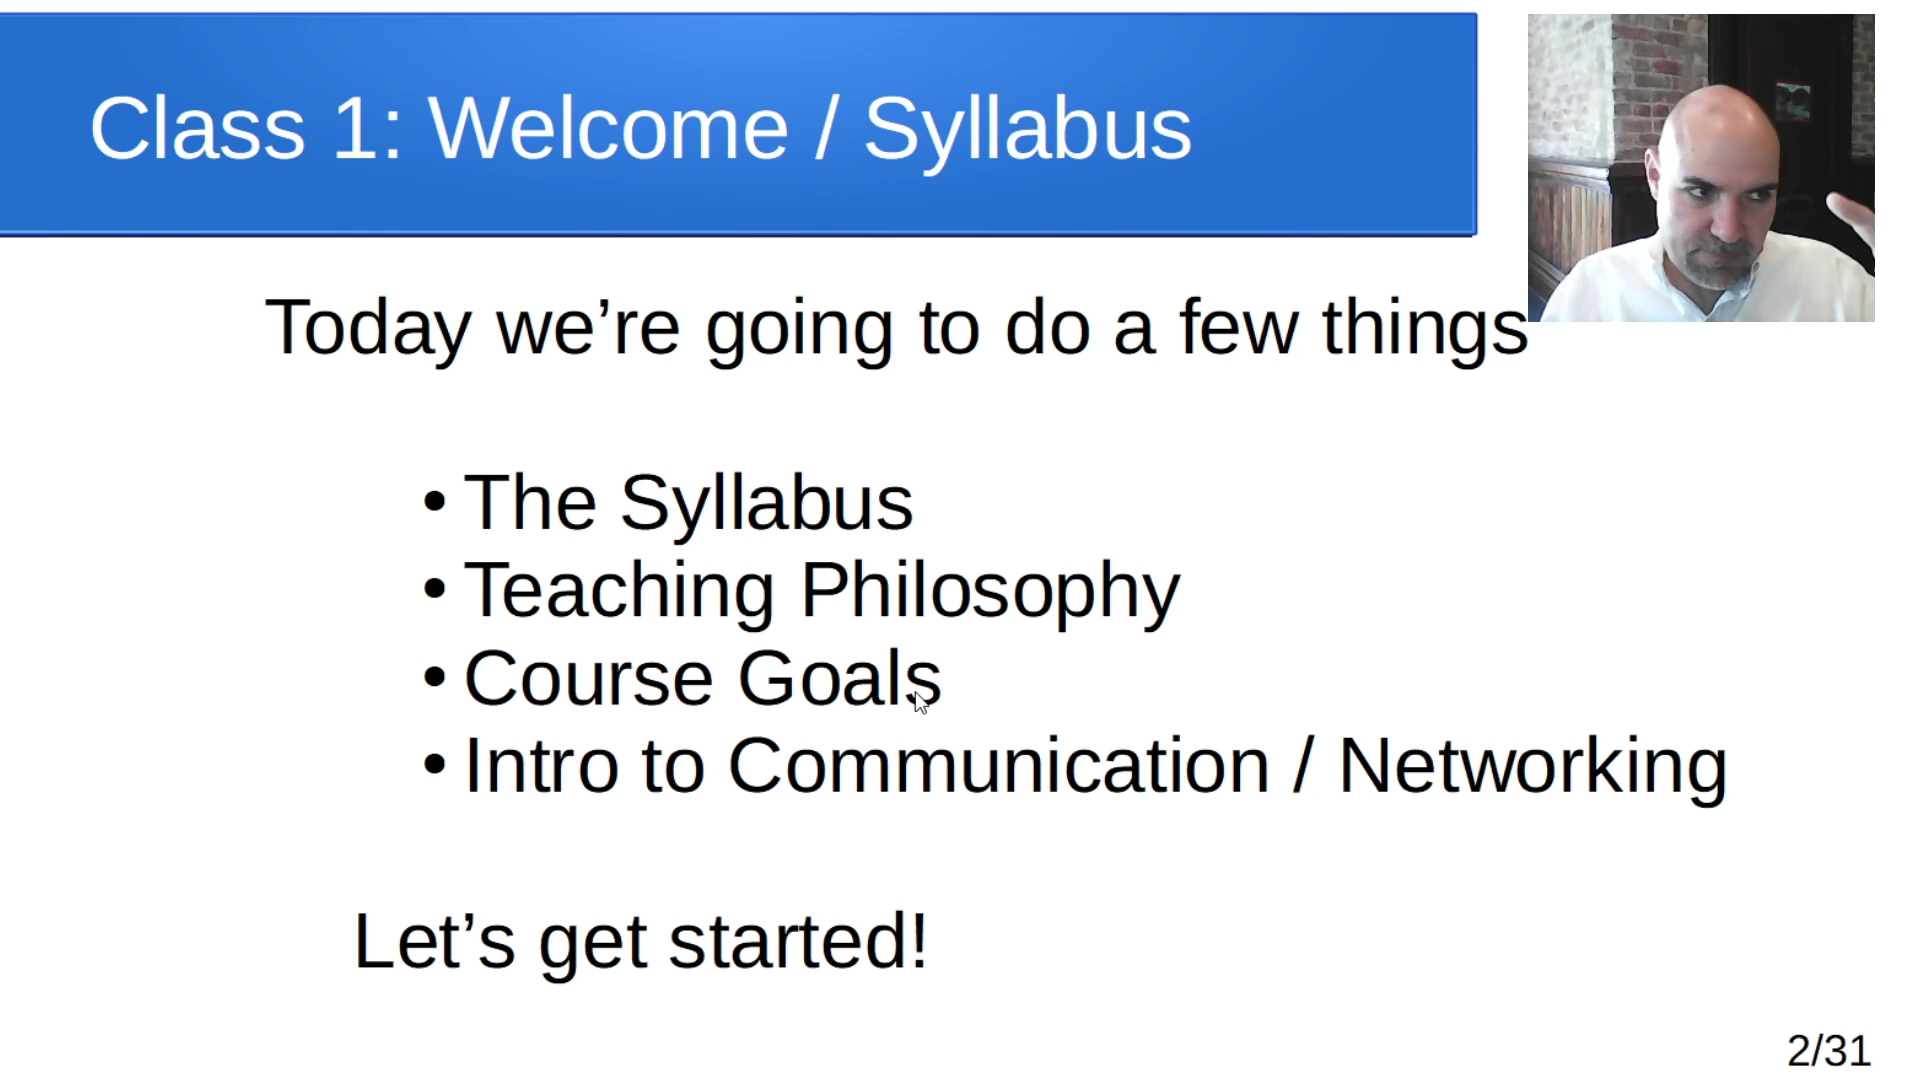 Class 1: Welcome / Syllabus
Today we’re going to do a few things
• The Syllabus
• Teaching Philosophy
• Course Goals
• Intro to Communication / Networking
Let’s get started!
2/31